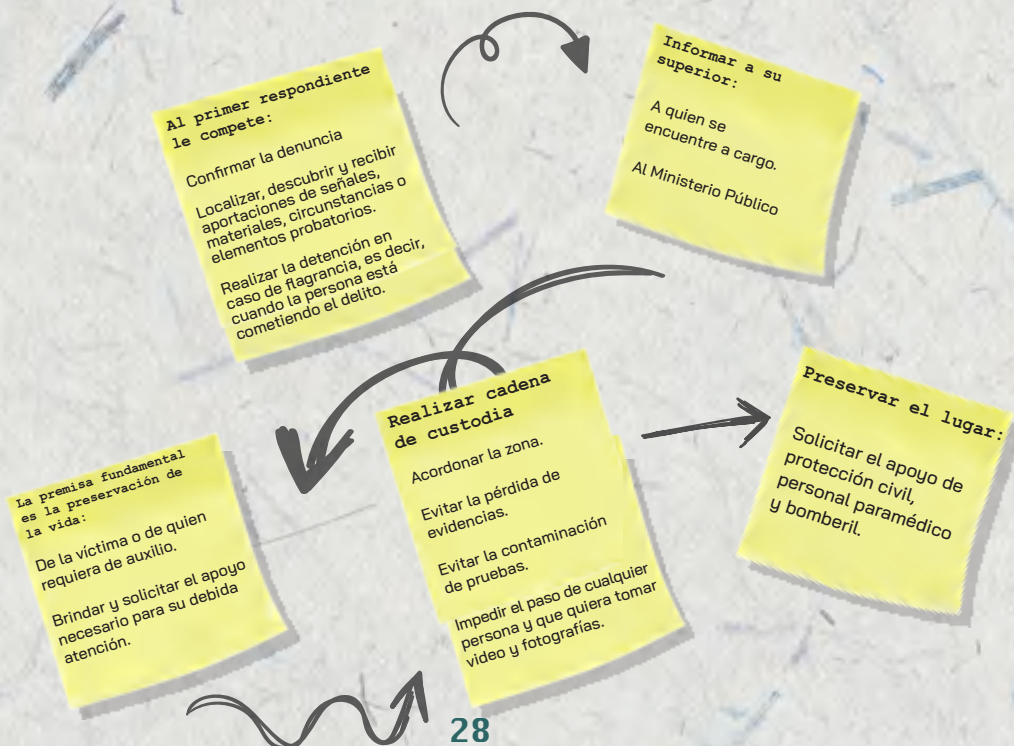 Al primer respondiente
le compete:
Confirmar la denuncia
Localizar, descubrir y recibir
aportaciones de señales,
materiales, circunstancias o
elementos probatorios.
Realizar la detención en
caso de flagrancia, es decir,
cuando la persona está
cometiendo el delito.
Informar a su
superior:
A quien se
encuentre a cargo.
Al Ministerio Público
La premisa fundamental
es la preservación de
la vida:
De la víctima o de quien
requiera de auxilio.
Brindar y solicitar el apoyo
necesario para su debida
atención.
Realizar cadena
de custodia
Acordonar la zona.
Evitar la pérdida de
evidencias.
Evitar la contaminación
de pruebas.
Impedir el paso de cualquier
persona y que quiera tomar
video y fotografías.
Preservar el lugar:
Solicitar el apoyo de
protección civil,
personal paramédico
y bomberil.
28